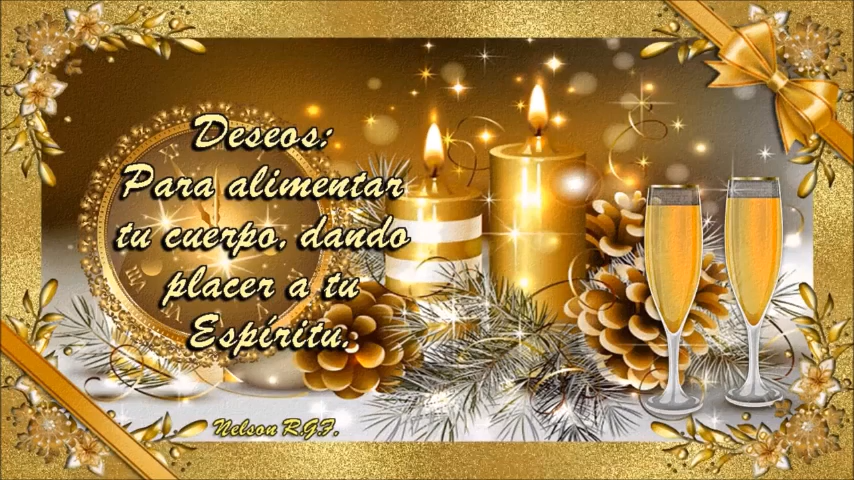 Deseos:
Para alimentar
tu cuerpo, dando
placer a tu
Espíritu.
Nelson R.G.F.